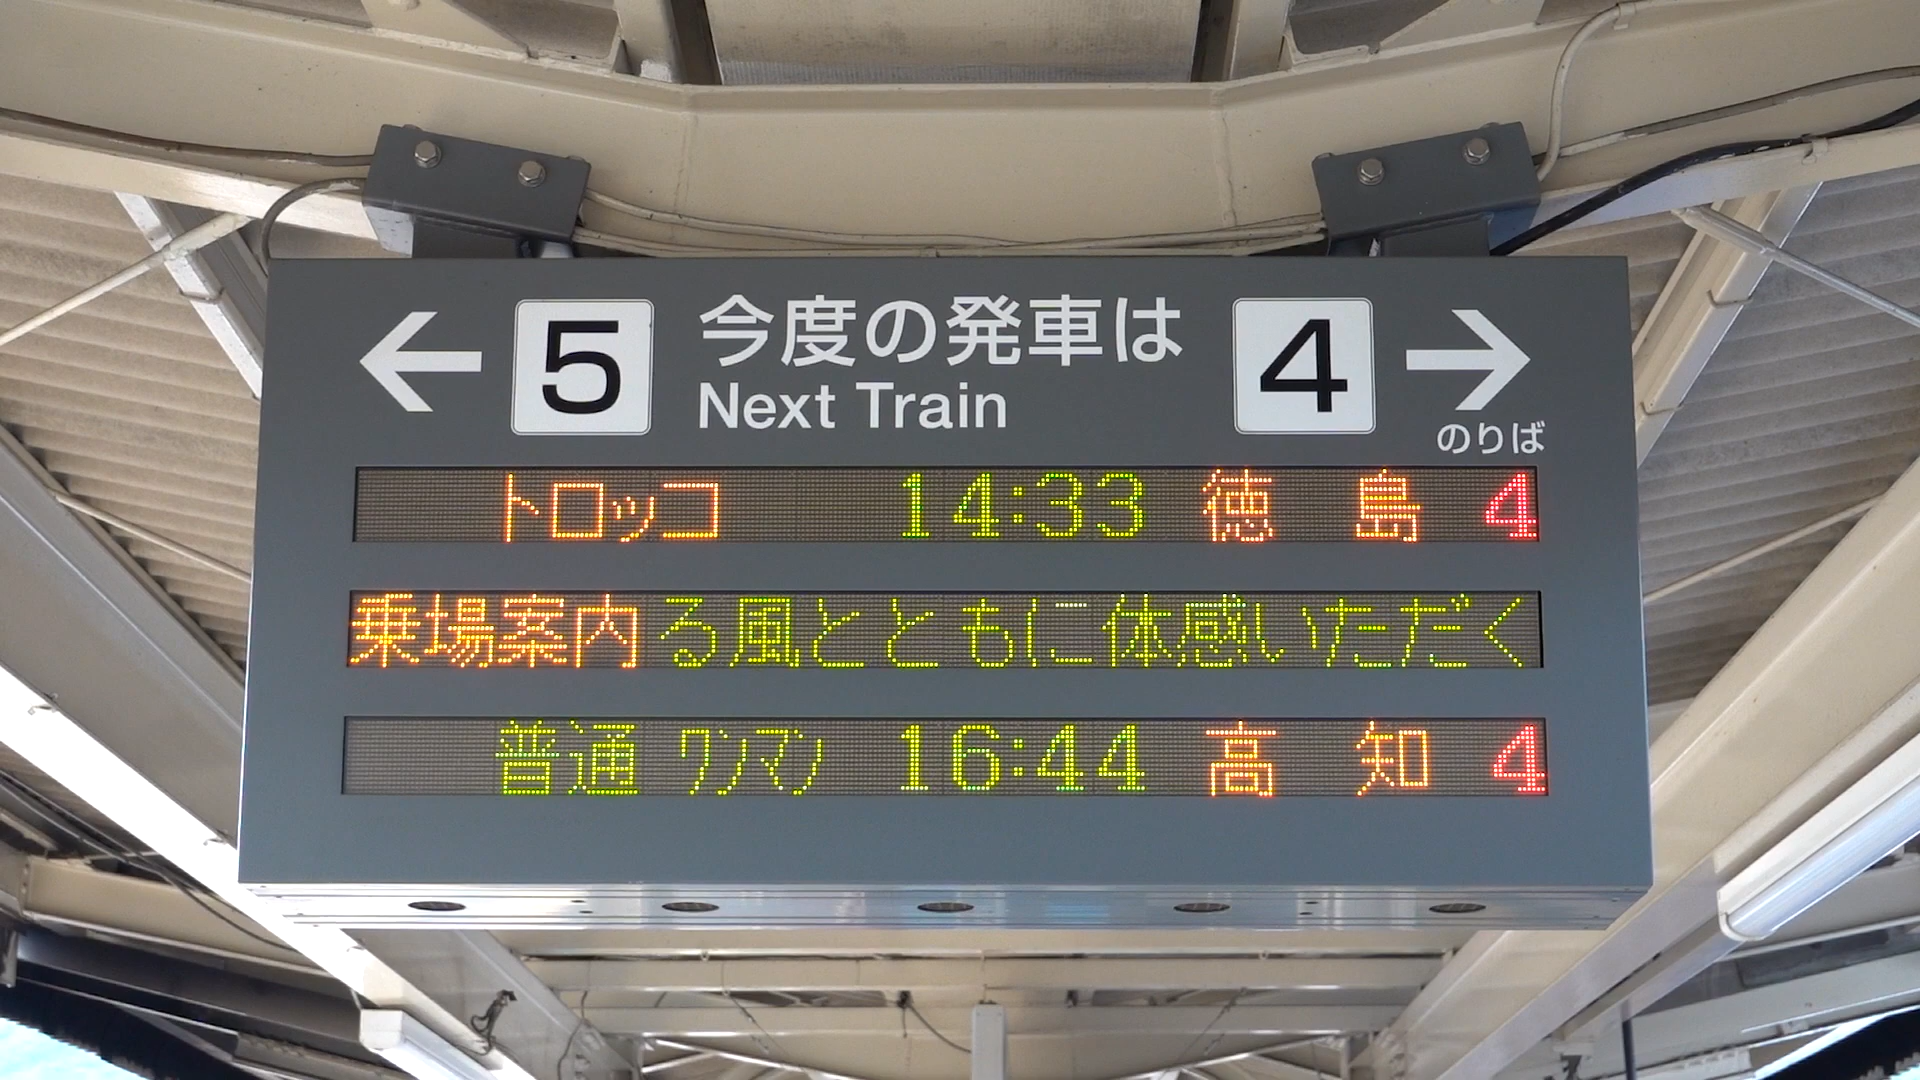 ← 5 今度の発車は 4 →
Next Train
のりば
トロッコ 14:33 徳島 4
乗場案内 る風とともに体感いただく
普通 ワンマン 16:44 高知 4